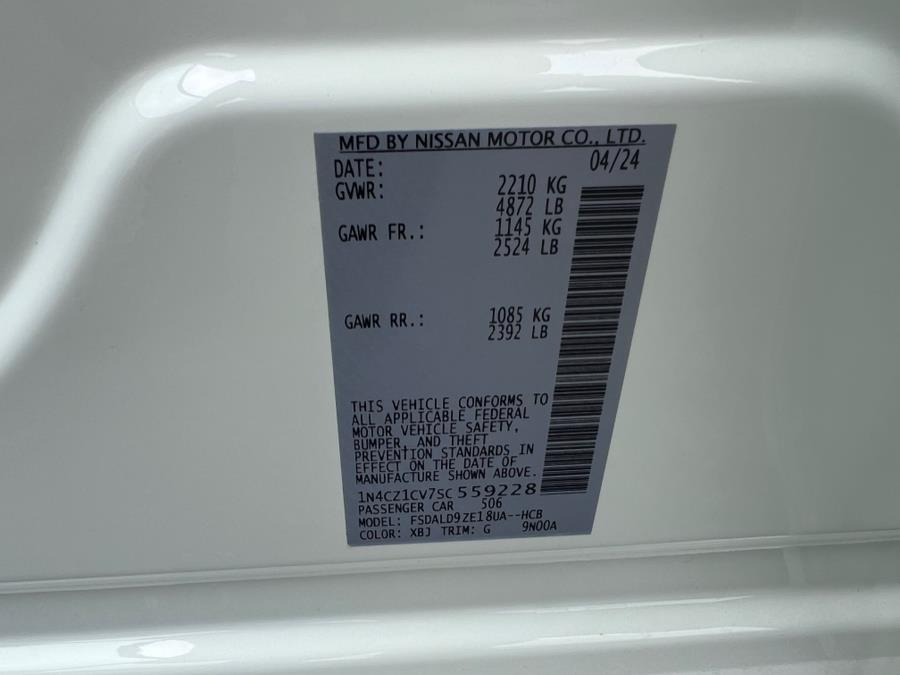 MFD BY NISSAN MOTOR CO., LTD.
DATE: 04/24
GVWR: 2210 KG
4872 LB
GAWR FR.: 1145 KG
2524 LB
GAWR RR.: 1085 KG
2392 LB
THIS VEHICLE CONFORMS TO
ALL APPLICABLE FEDERAL
MOTOR VEHICLE SAFETY,
BUMPER, AND THEFT
PREVENTION STANDARDS IN
EFFECT ON THE DATE OF
MANUFACTURE SHOWN ABOVE.
1N4CZ1CV7SC559228
PASSENGER CAR 506
MODEL: FSDALD9ZE18UA--HCB
COLOR: XBJ TRIM: G 9N00A